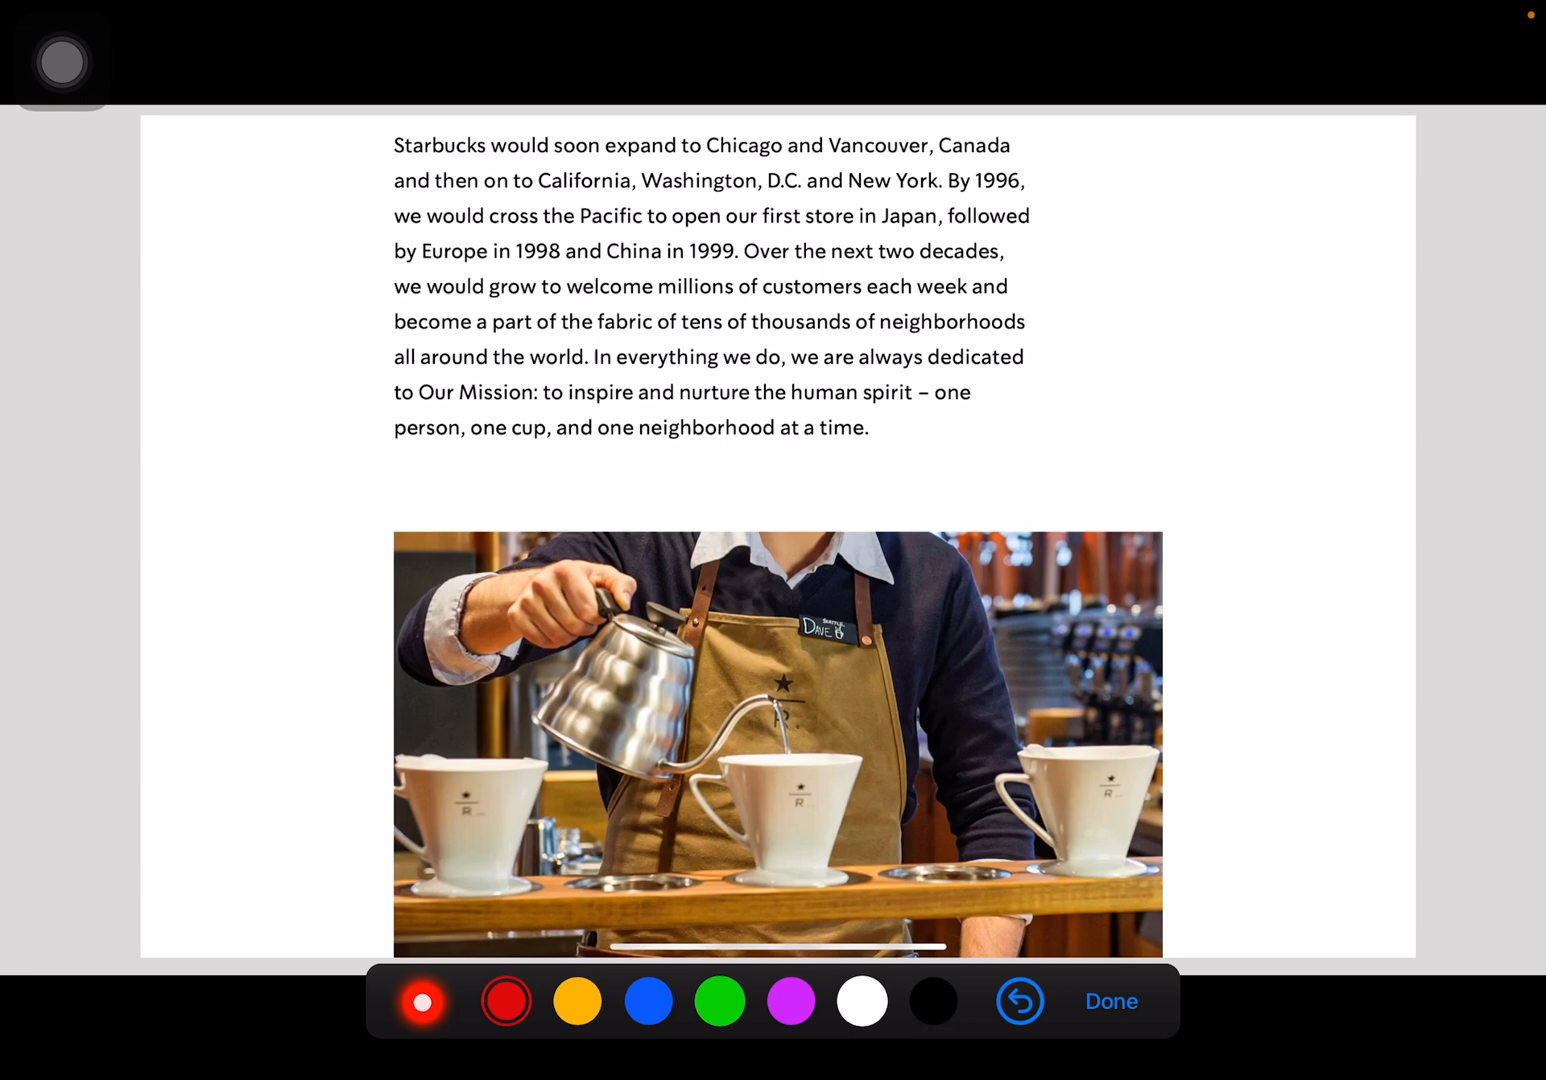 Starbucks would soon expand to Chicago and Vancouver, Canada
and then on to California, Washington, D.C. and New York. By 1996,
we would cross the Pacific to open our first store in Japan, followed
by Europe in 1998 and China in 1999. Over the next two decades,
we would grow to welcome millions of customers each week and
become a part of the fabric of tens of thousands of neighborhoods
all around the world. In everything we do, we are always dedicated
to Our Mission: to inspire and nurture the human spirit – one
person, one cup, and one neighborhood at a time.
DAVE
R
R
R
R
Done